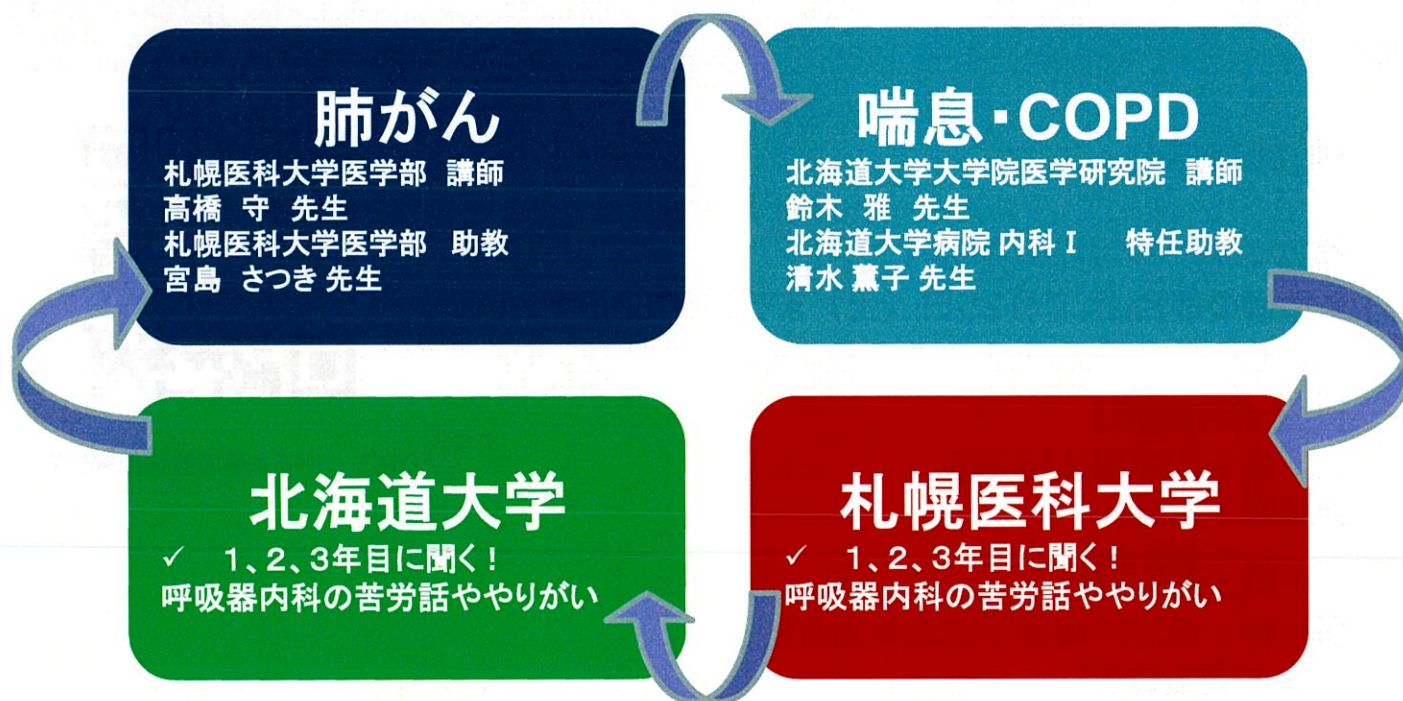 肺がん
札幌医科大学医学部 講師
高橋 守 先生
札幌医科大学医学部 助教
宮島 さつき 先生
喘息・COPD
北海道大学大学院医学研究院 講師
鈴木 雅 先生
北海道大学病院 内科Ⅰ 特任助教
清水 薫子 先生
北海道大学
✓ 1、2、3年目に聞く!
呼吸器内科の苦労話ややりがい
札幌医科大学
✓ 1、2、3年目に聞く!
呼吸器内科の苦労話ややりがい